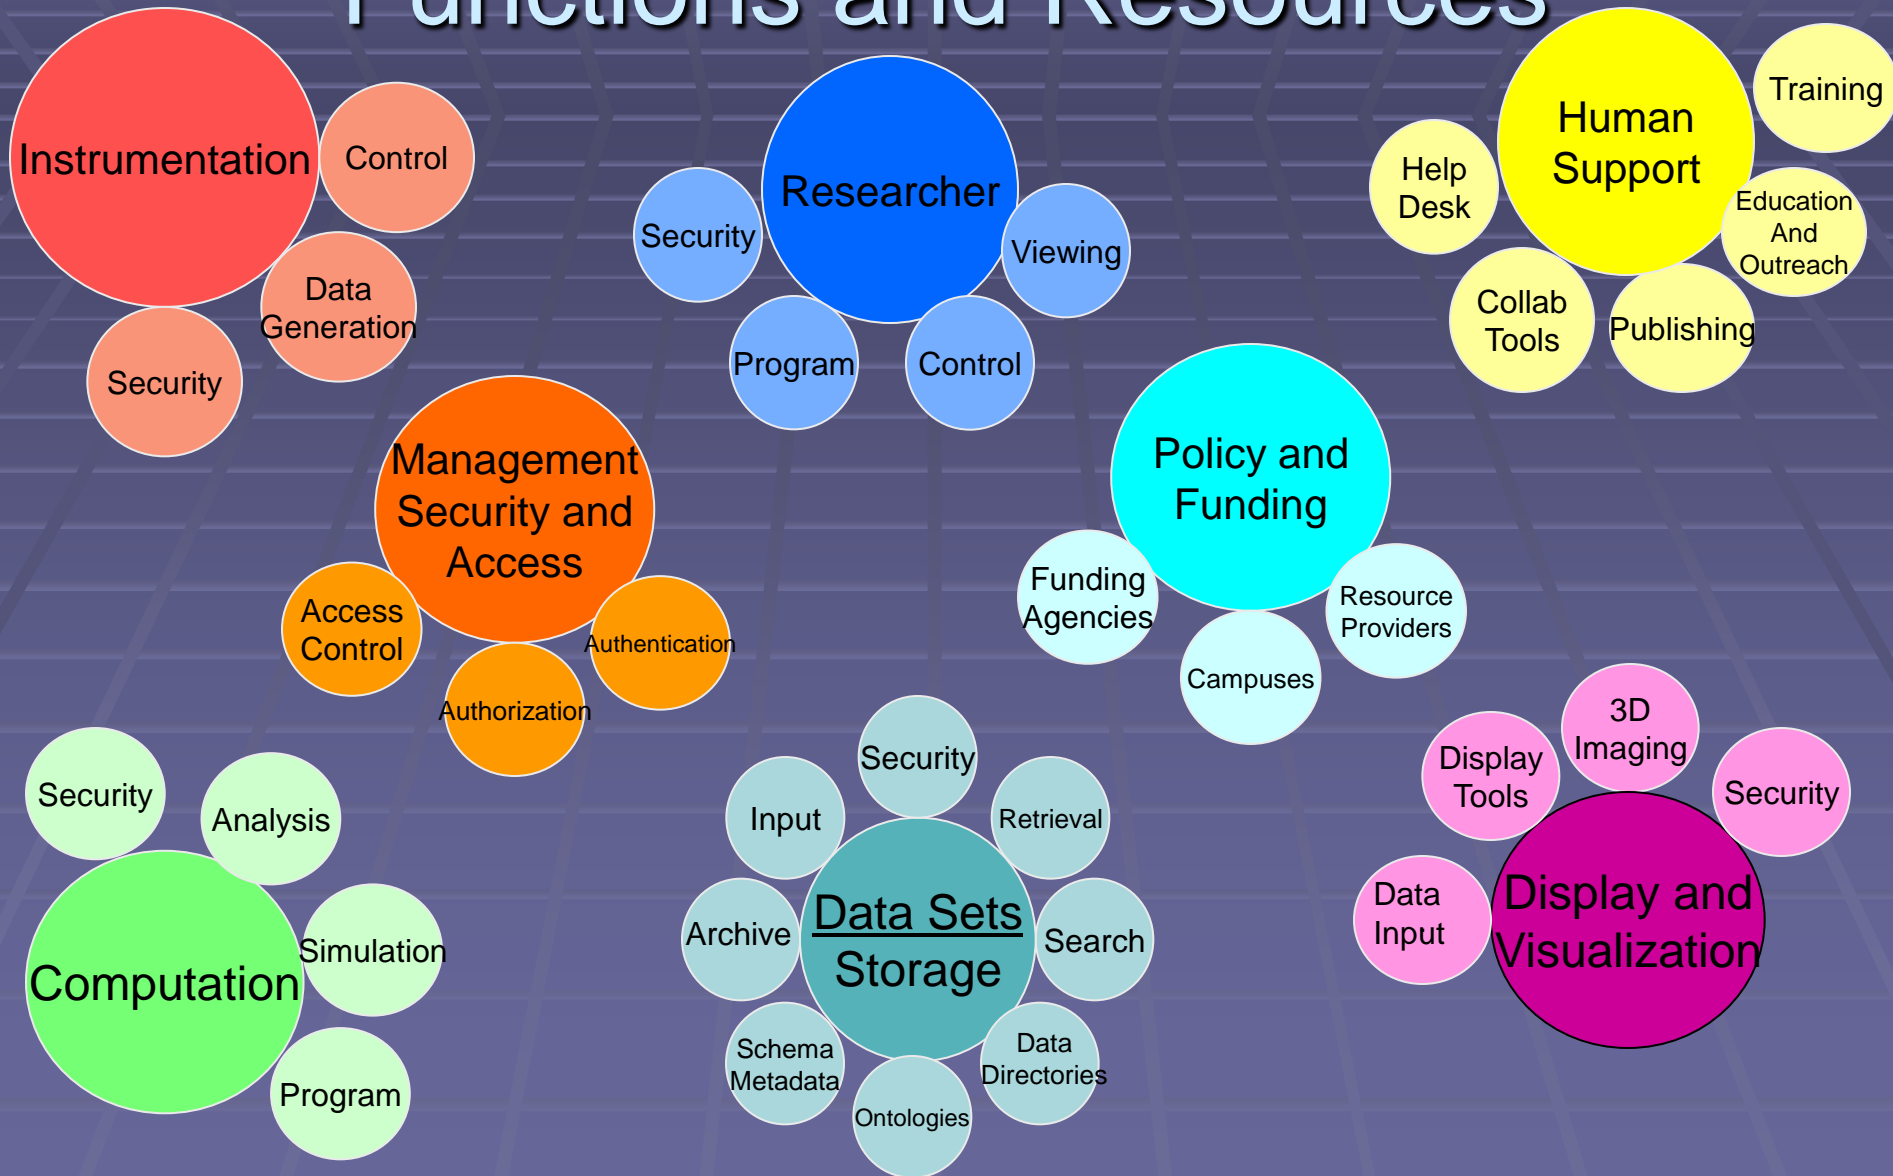 Functions and Resources
Instrumentation
Control
Data
Generation
Security
Researcher
Security
Program
Control
Viewing
Human
Support
Training
Help
Desk
Education
And
Outreach
Collab
Tools
Publishing
Management
Security and
Access
Access
Control
Authorization
Authentication
Policy and
Funding
Funding
Agencies
Campuses
Resource
Providers
Computation
Security
Analysis
Simulation
Program
Data Sets
Storage
Security
Input
Retrieval
Archive
Search
Schema
Metadata
Data
Directories
Ontologies
Display and
Visualization
3D
Imaging
Display
Tools
Security
Data
Input